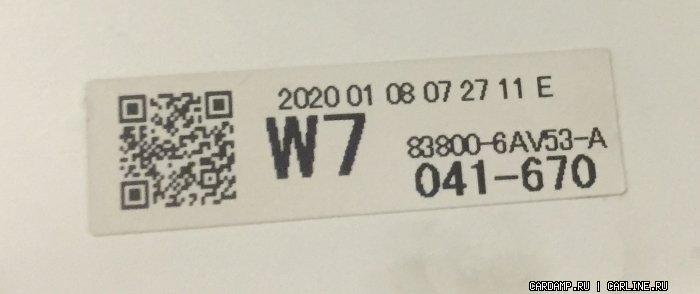 2020 01 08 07 27 11 E
W7
83800-6AV53-A
041-670
CARDAMP.RU | CARLINE.RU